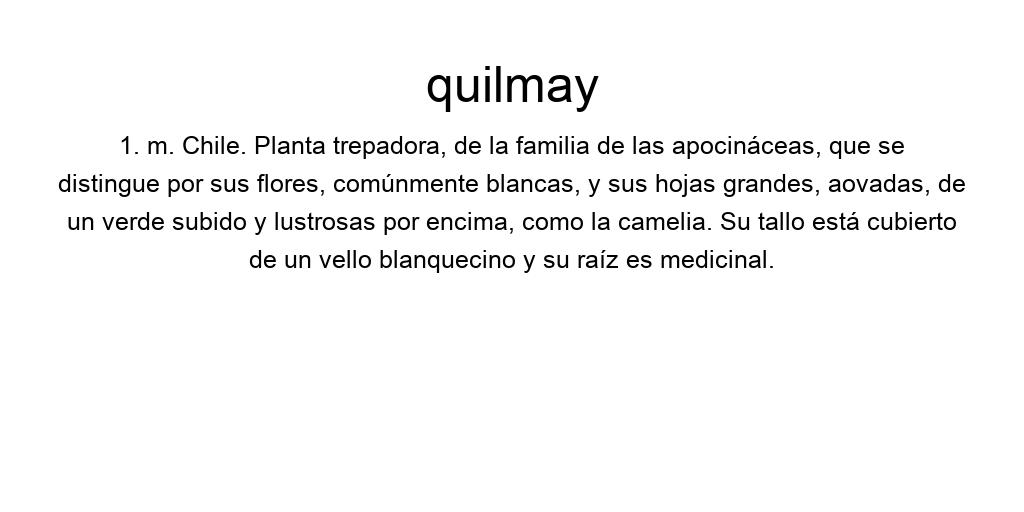 quilmay
1. m. Chile. Planta trepadora, de la familia de las apocináceas, que se
distingue por sus flores, comúnmente blancas, y sus hojas grandes, aovadas, de
un verde subido y lustrosas por encima, como la camelia. Su tallo está cubierto
de un vello blanquecino y su raíz es medicinal.